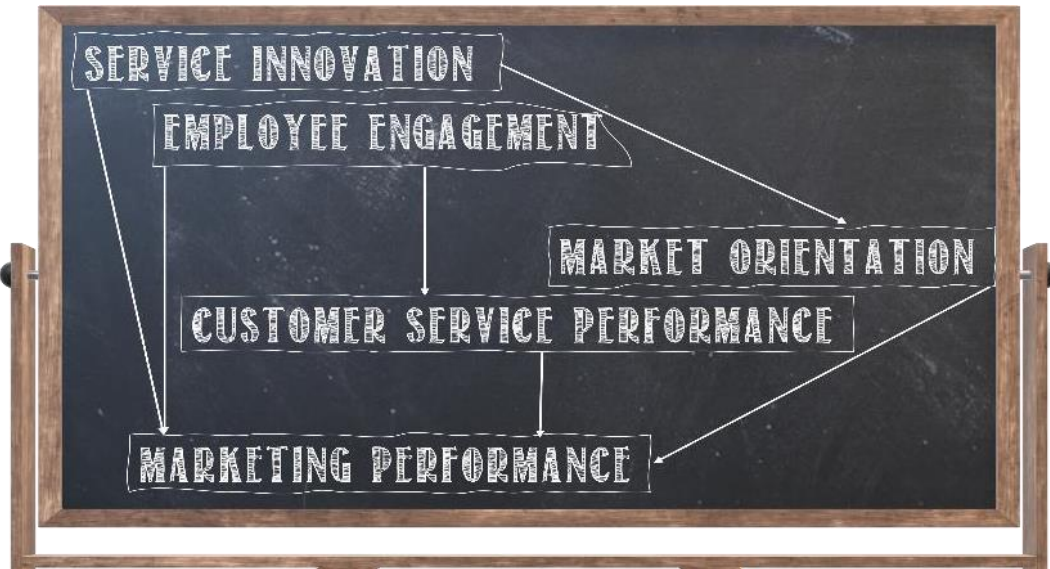 SERVICE INNOVATION
EMPLOYEE ENGAGEMENT
MARKET ORIENTATION
CUSTOMER SERVICE PERFORMANCE
MARKETING PERFORMANCE